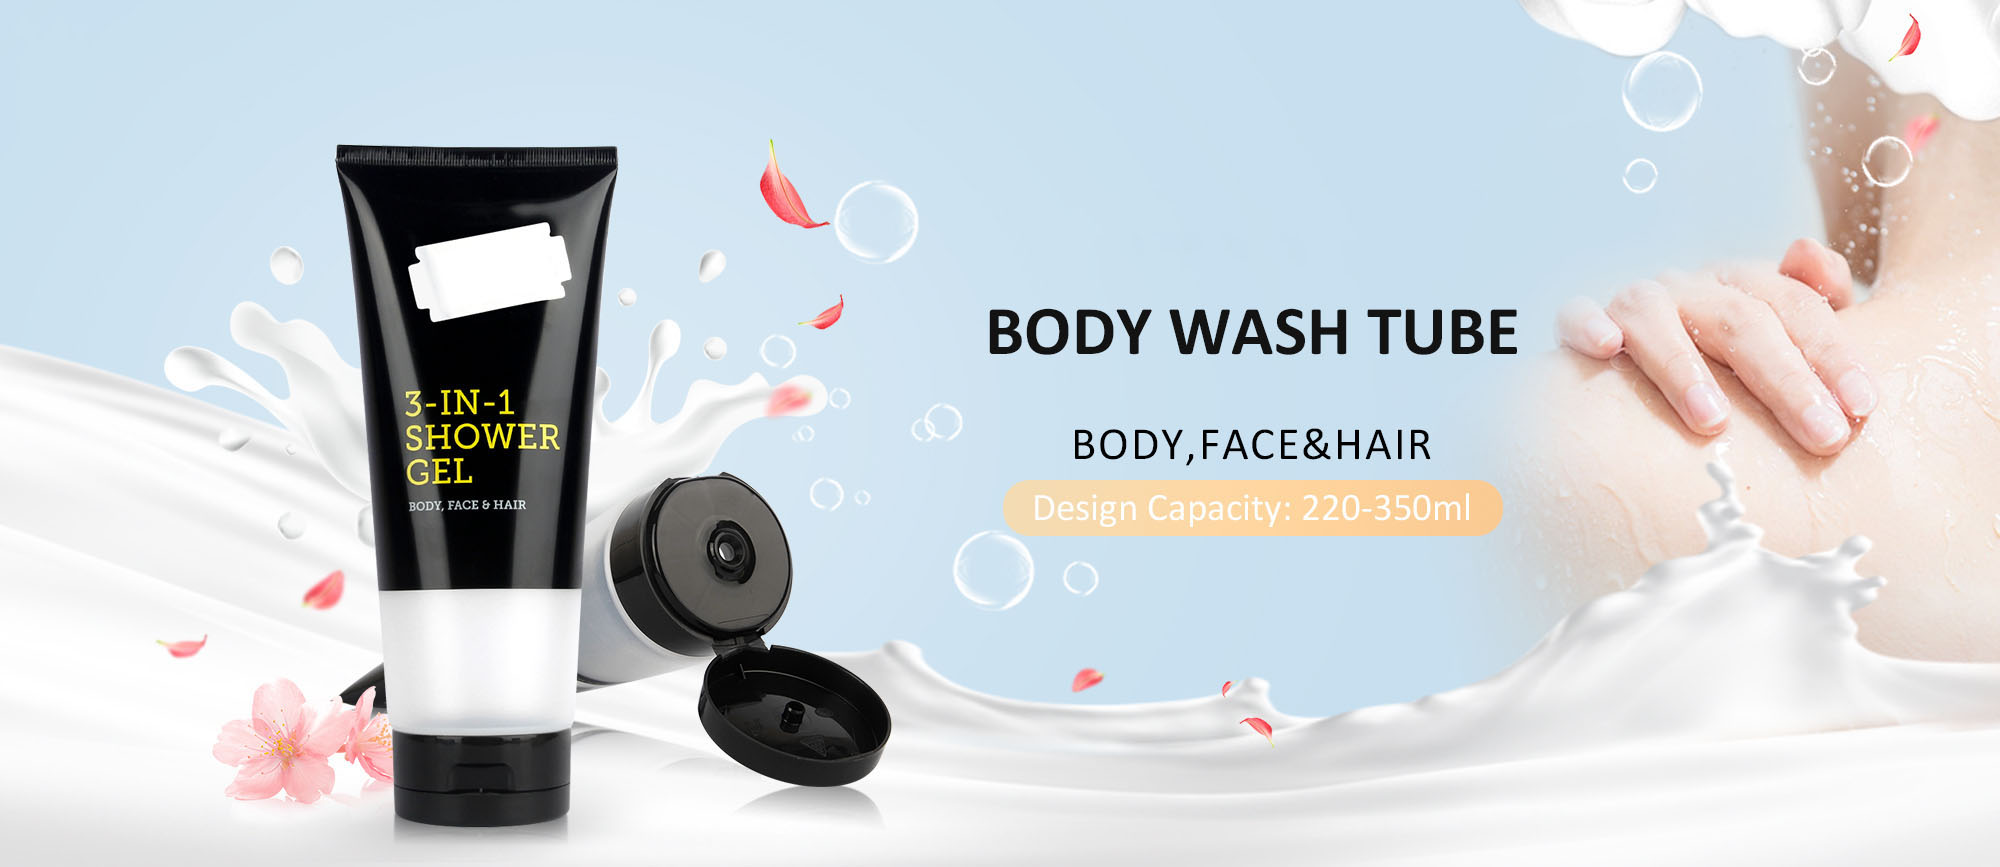 3-IN-1
SHOWER
GEL
BODY, FACE & HAIR
BODY WASH TUBE
BODY,FACE&HAIR
Design Capacity: 220-350ml